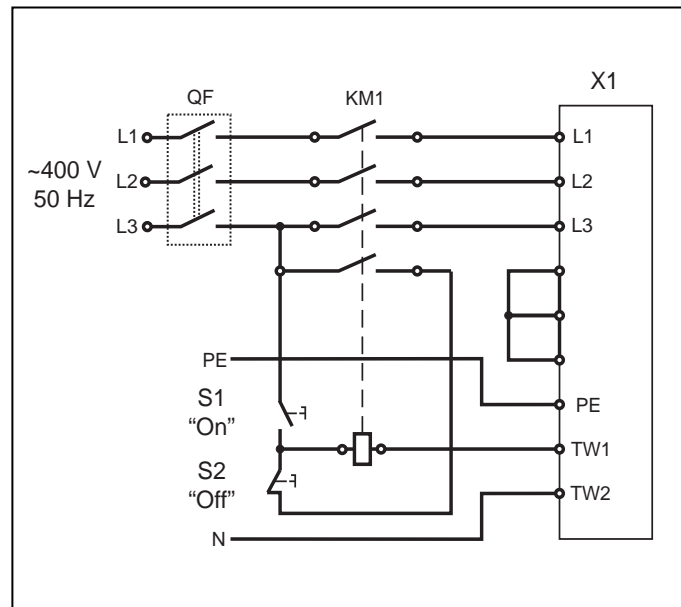 X1
QF
KM1
L1
L1
~400 V
L2
L2
50 Hz
L3
L3
PE
S1
“On”
PE
TW1
S2
“Off”
TW2
N